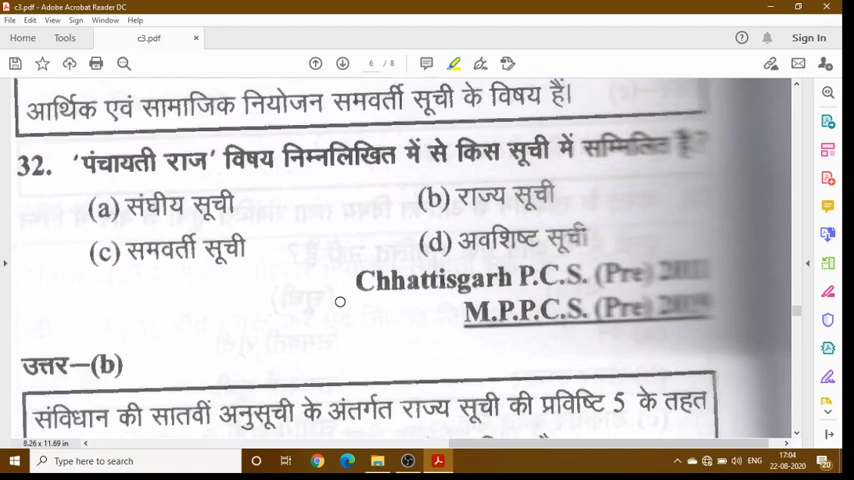 c3.pdf - Adobe Acrobat Reader DC
File Edit View Sign Window Help
Home Tools c3.pdf × Sign In
6 / 8
आर्थिक एवं सामाजिक नियोजन समवर्ती सूची के विषय हैं।
32. 'पंचायती राज' विषय निम्नलिखित में से किस सूची में सम्मिलित है?
(a) संघीय सूची (b) राज्य सूची
(c) समवर्ती सूची (d) अवशिष्ट सूची
Chhattisgarh P.C.S. (Pre)
M.P.P.C.S. (Pre)
उत्तर–(b)
संविधान की सातवीं अनुसूची के अंतर्गत राज्य सूची की प्रविष्टि 5 के तहत
8.26 x 11.69 in
Type here to search
ENG
17:04
22-08-2020
20